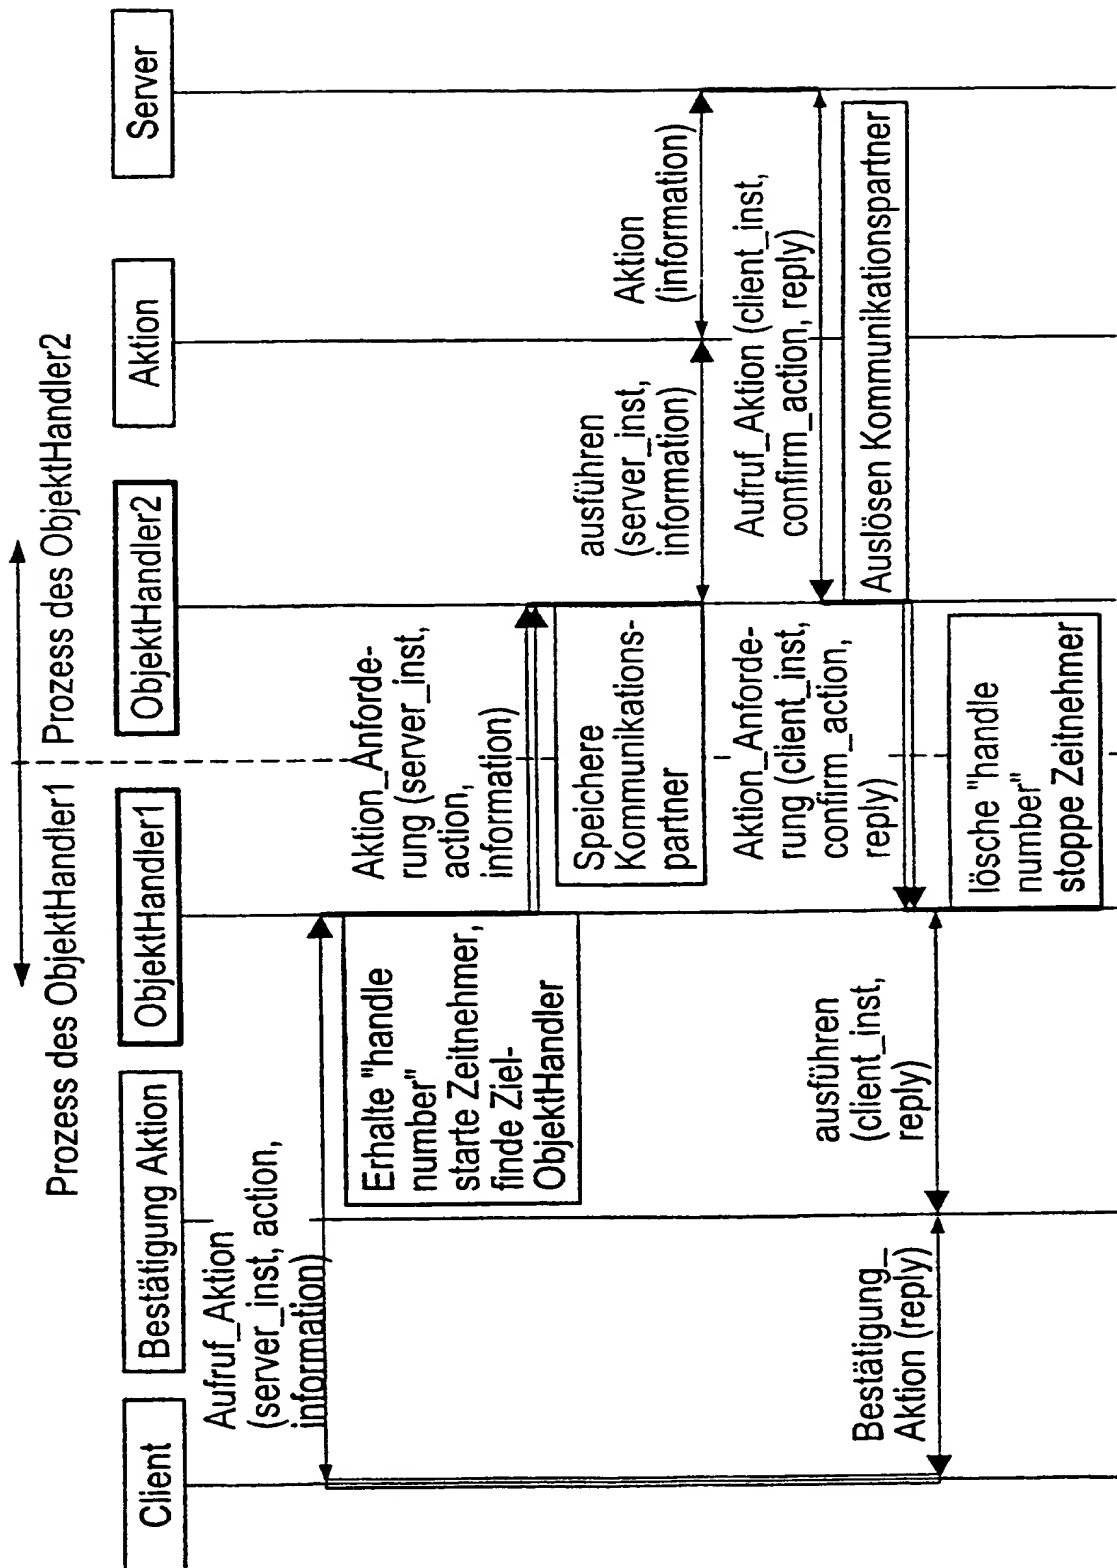 Prozess des ObjektHandler1
Prozess des ObjektHandler2
Client
Bestätigung Aktion
ObjektHandler1
ObjektHandler2
Aktion
Server
Aufruf_Aktion
(server_inst, action,
information)
Erhalte "handle
number"
starte Zeitnehmer,
finde Ziel-
ObjektHandler
Aktion_Anforde-
rung (server_inst,
action,
information)
Speichere
Kommunikations-
partner
ausführen
(server_inst,
information)
Aktion
(information)
Aufruf_Aktion (client_inst,
confirm_action, reply)
Auslösen Kommunikationspartner
Aktion_Anforde-
rung (client_inst,
confirm_action,
reply)
lösche "handle
number"
stoppe Zeitnehmer
ausführen
(client_inst,
reply)
Bestätigung_
Aktion (reply)